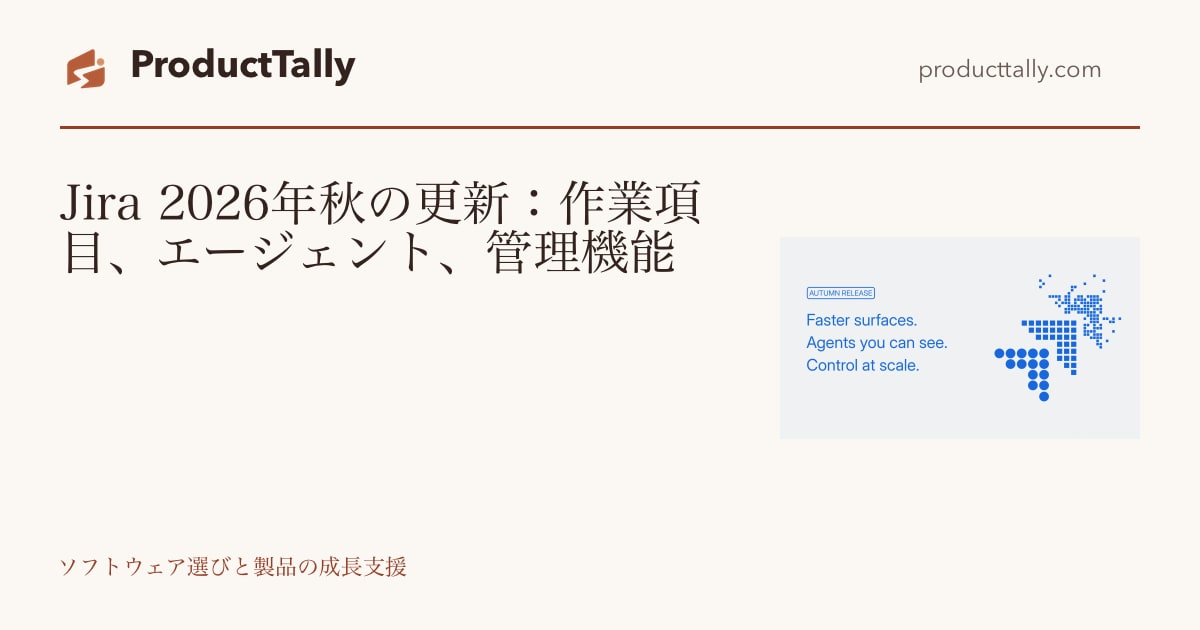 ProductTally
producttally.com
Jira 2026年秋の更新：作業項
目、エージェント、管理機能
AUTUMN RELEASE
Faster surfaces.
Agents you can see.
Control at scale.
ソフトウェア選びと製品の成長支援